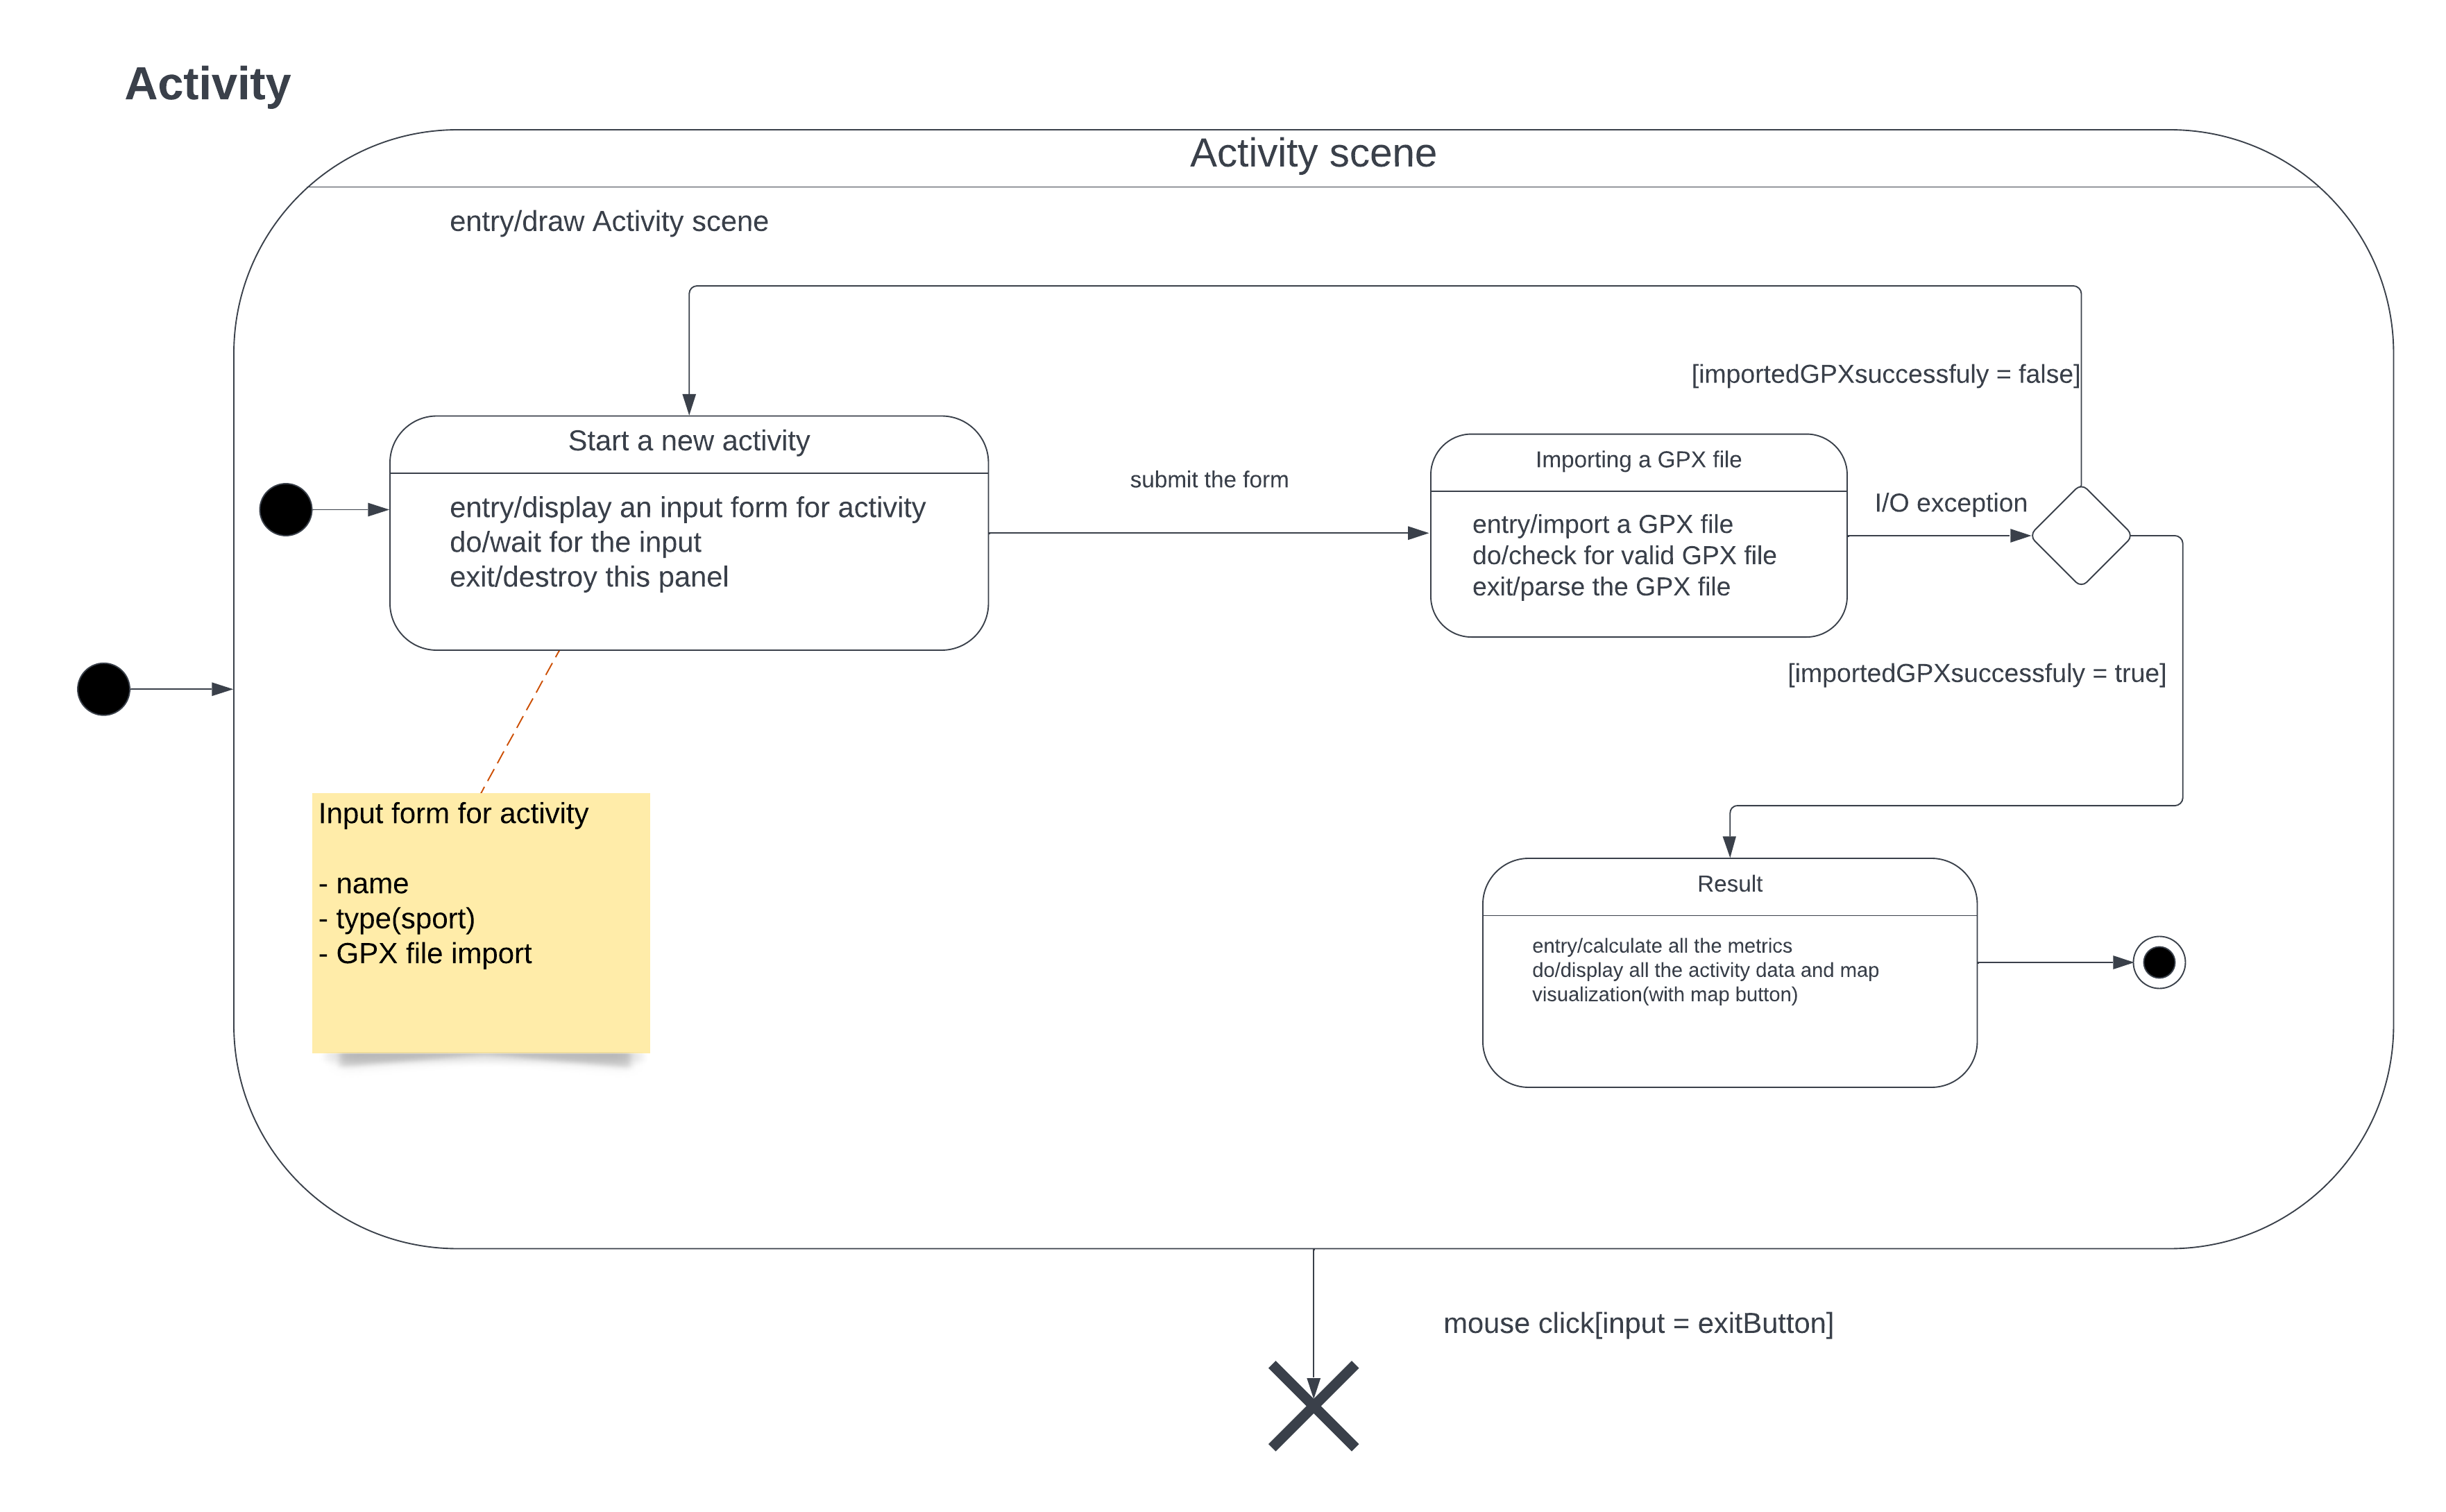 Activity
Activity scene
entry/draw Activity scene
[importedGPXsuccessfuly = false]
Start a new activity
entry/display an input form for activity
do/wait for the input
exit/destroy this panel
submit the form
Importing a GPX file
entry/import a GPX file
do/check for valid GPX file
exit/parse the GPX file
I/O exception
[importedGPXsuccessfuly = true]
Input form for activity
- name
- type(sport)
- GPX file import
Result
entry/calculate all the metrics
do/display all the activity data and map
visualization(with map button)
mouse click[input = exitButton]